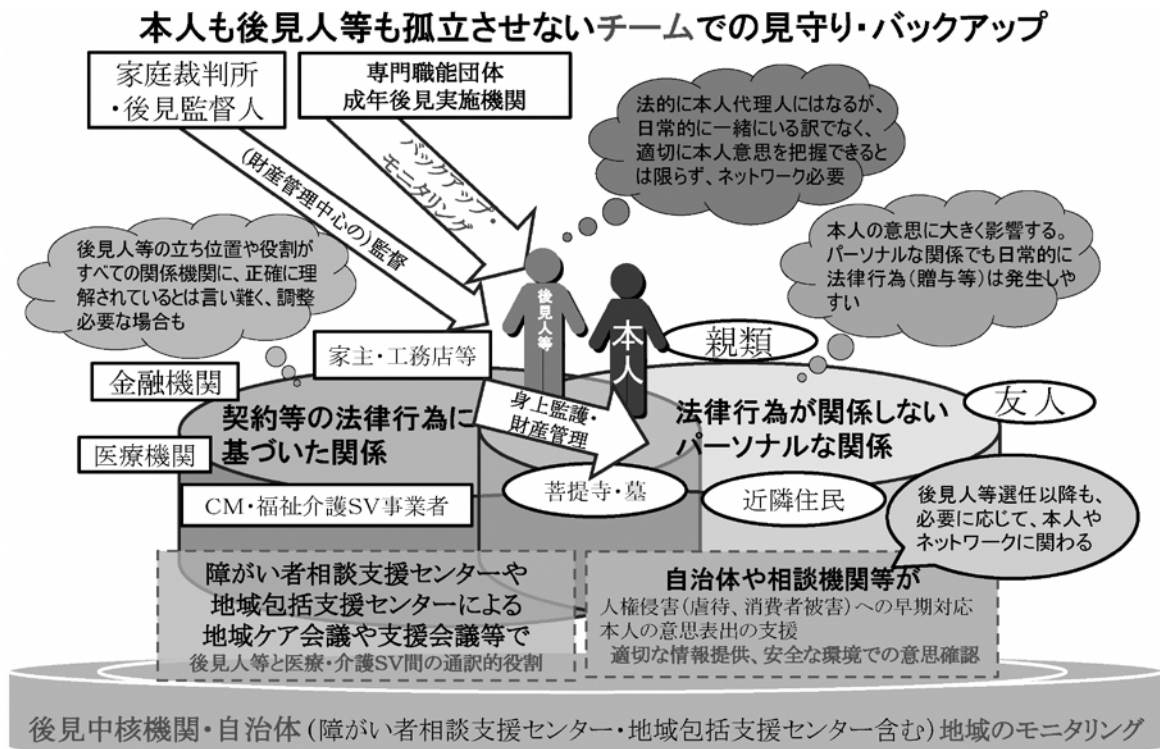 本人も後見人等も孤立させないチームでの見守り・バックアップ
家庭裁判所
・後見監督人
専門職能団体
成年後見実施機関
(財産管理中心の)監督
バックアップ・
モニタリング
法的に本人代理人にはなるが、
日常的に一緒にいる訳でなく、
適切に本人意思を把握できると
は限らず、ネットワーク必要
後見人等の立ち位置や役割が
すべての関係機関に、正確に理
解されているとは言い難く、調整
必要な場合も
本人の意思に大きく影響する。
パーソナルな関係でも日常的に
法律行為(贈与等)は発生しや
すい
後見人等
本人
家主・工務店等
親類
金融機関
友人
契約等の法律行為に
基づいた関係
身上監護・
財産管理
法律行為が関係しない
パーソナルな関係
医療機関
CM・福祉介護SV事業者
菩提寺・墓
近隣住民
後見人等選任以降も、
必要に応じて、本人や
ネットワークに関わる
障がい者相談支援センターや
地域包括支援センターによる
地域ケア会議や支援会議等で
後見人等と医療・介護SV間の通訳的役割
自治体や相談機関等が
人権侵害(虐待、消費者被害)への早期対応
本人の意思表出の支援
適切な情報提供、安全な環境での意思確認
後見中核機関・自治体(障がい者相談支援センター・地域包括支援センター含む)地域のモニタリング